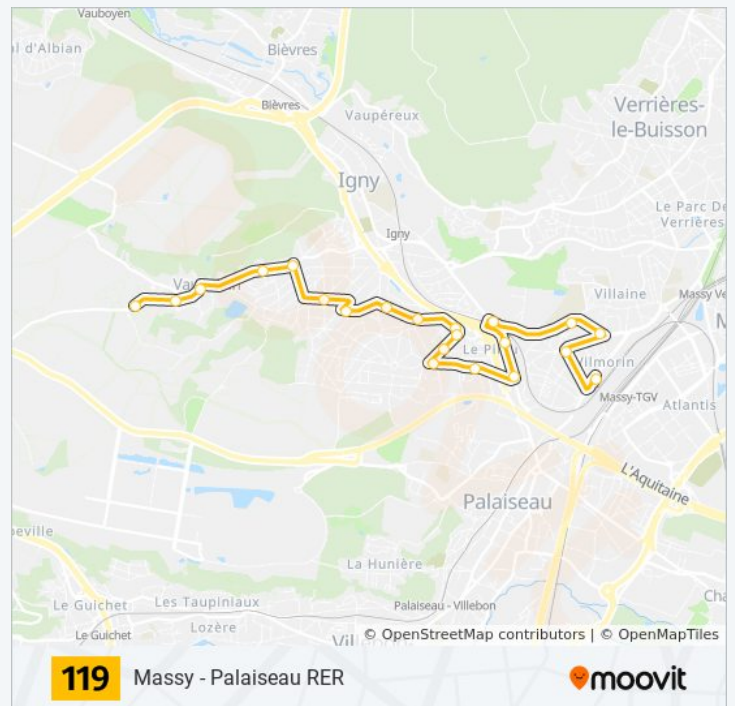 Vauboyen
al d'Albian
Bièvres
Bièvres
Vaupéreux
Verrières-
le-Buisson
Igny
Le Parc De
Verrières
Igny
Villaine
Massy Ve
Le Pil
Vilmorin
Massy-TGV
Atlantis
L'Aquitaine
Palaiseau
beville
La Hunière
Cha
Le Guichet
Les Taupiniaux
Palaiseau - Villebon
Le Guichet
Lozère
© OpenStreetMap contributors | © OpenMapTiles
119
Massy - Palaiseau RER
moovit